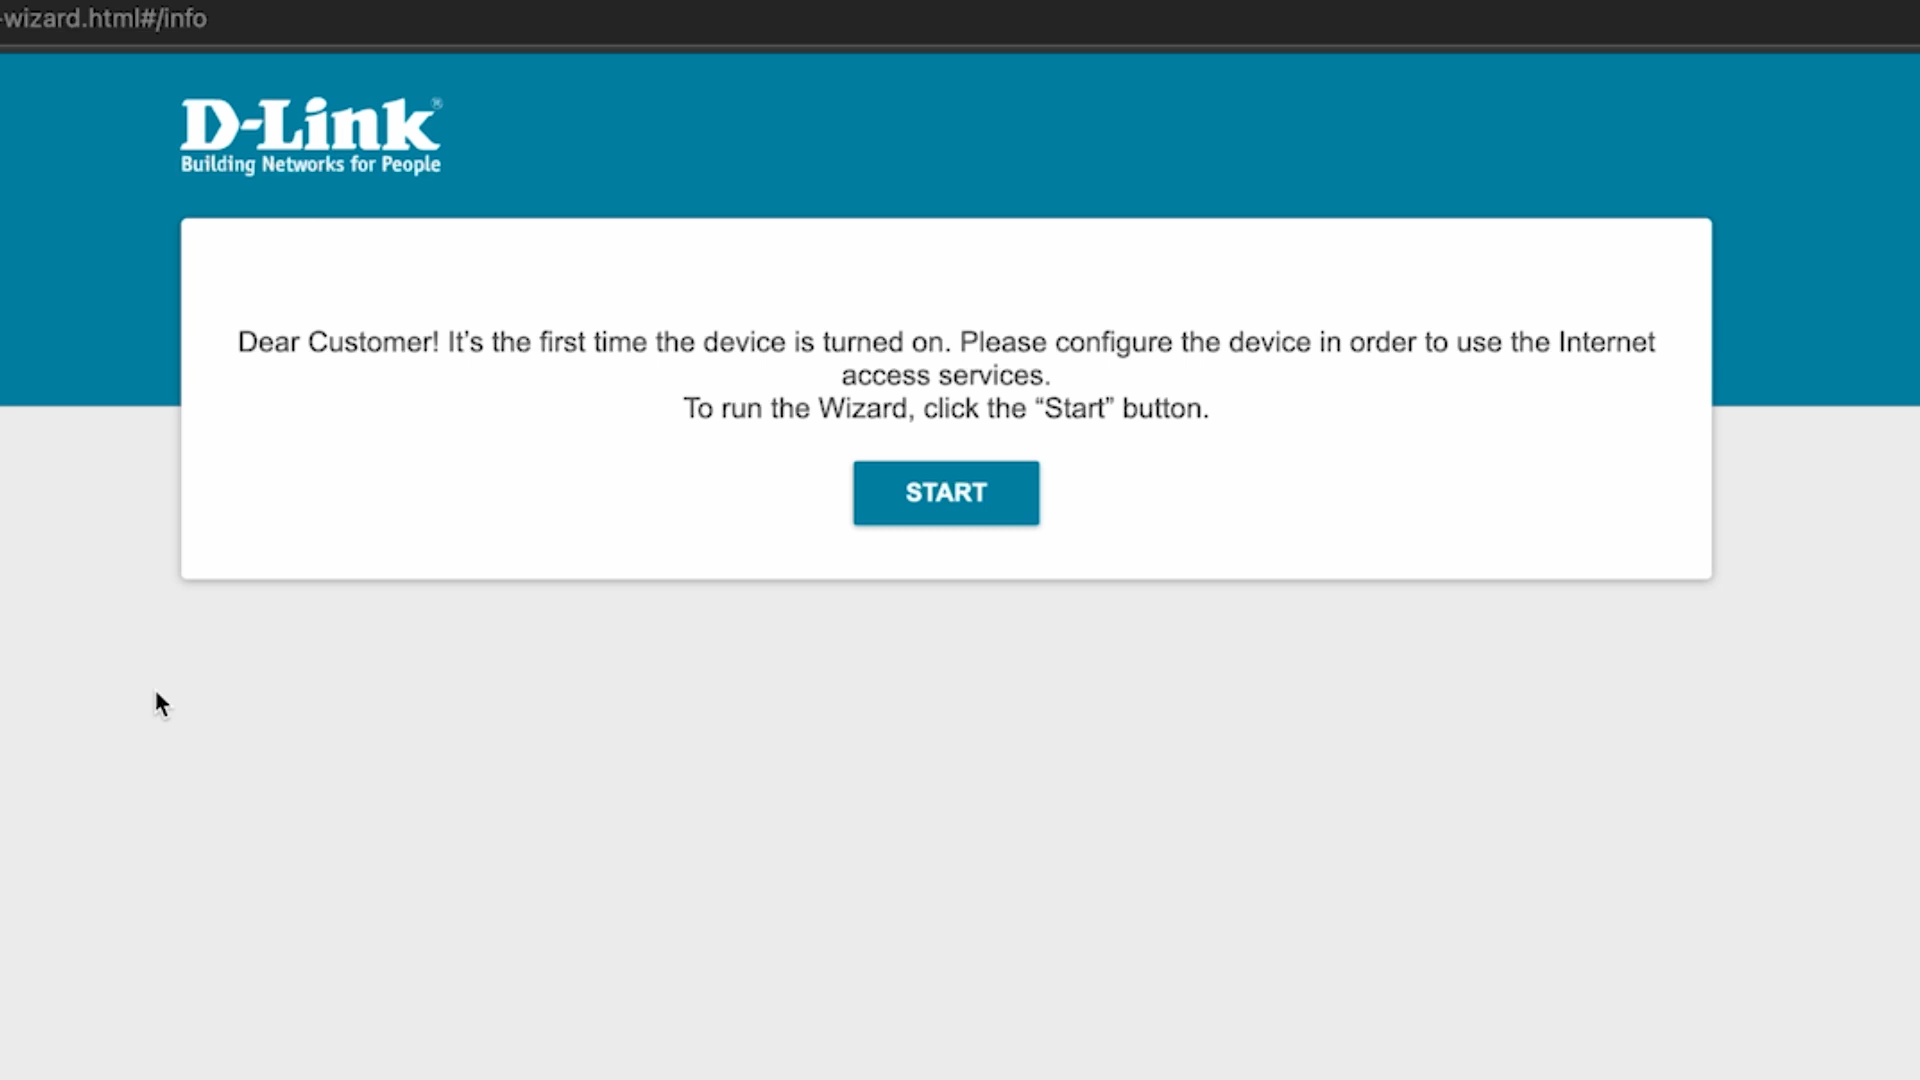 -wizard.html#/info
D-Link®
Building Networks for People
Dear Customer! It’s the first time the device is turned on. Please configure the device in order to use the Internet
access services.
To run the Wizard, click the “Start” button.
START